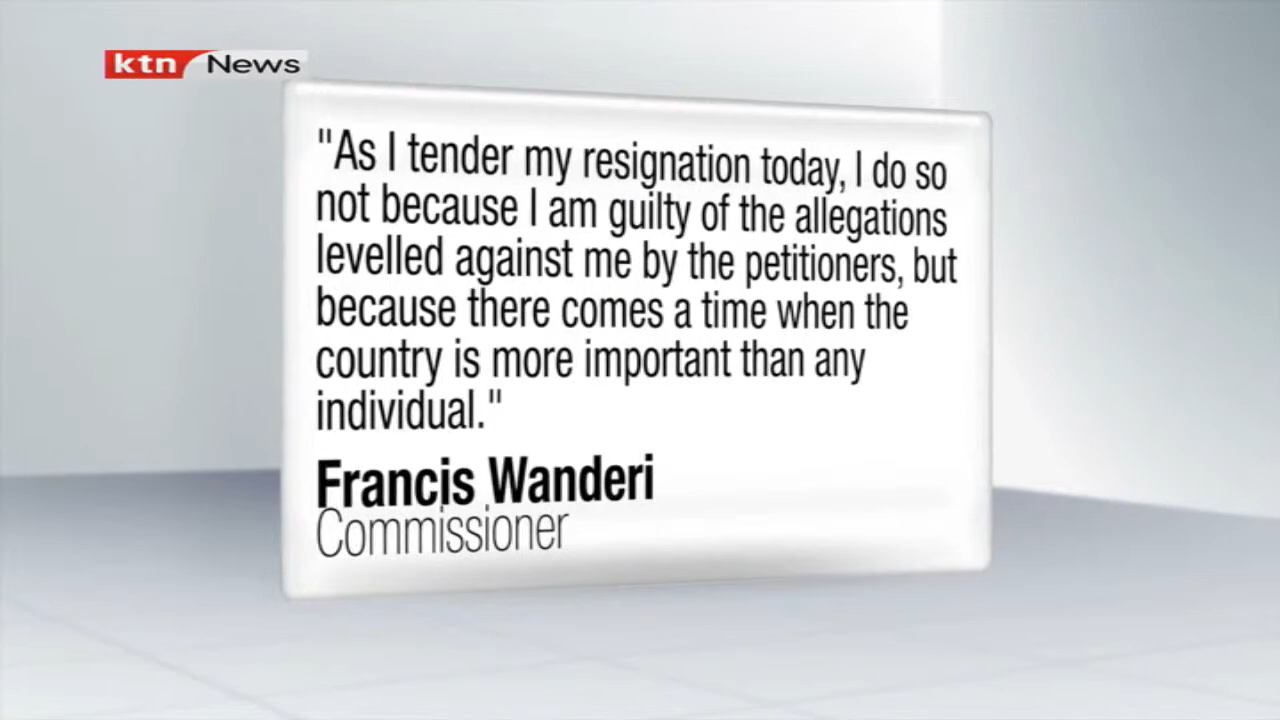 ktn News
"As I tender my resignation today, I do so
not because I am guilty of the allegations
levelled against me by the petitioners, but
because there comes a time when the
country is more important than any
individual."
Francis Wanderi
Commissioner